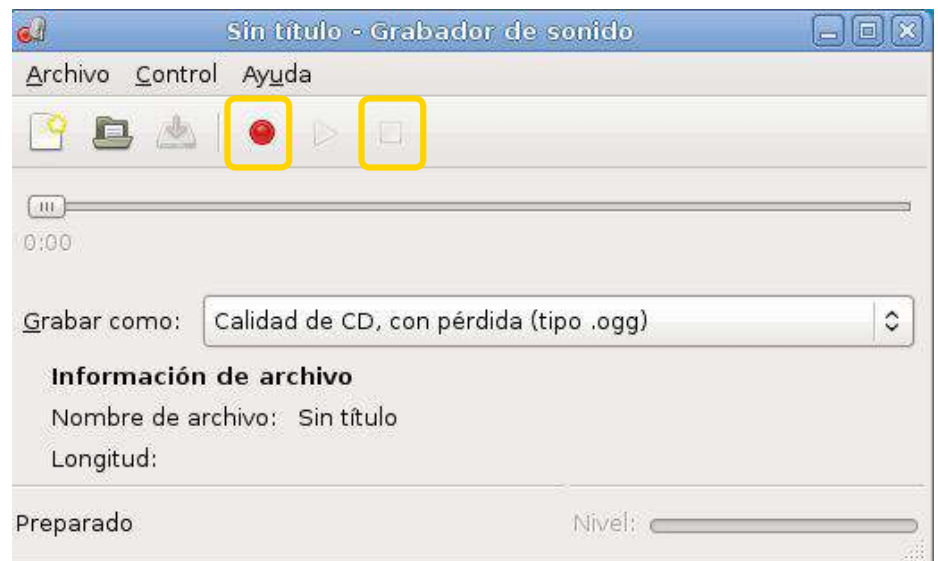 Sin título - Grabador de sonido
Archivo Control Ayuda
0:00
Grabar como: Calidad de CD, con pérdida (tipo .ogg)
Información de archivo
Nombre de archivo: Sin título
Longitud:
Preparado Nivel: